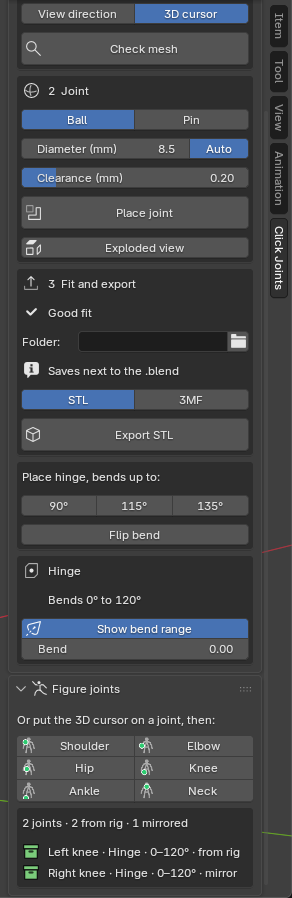 View direction 3D cursor
Check mesh
2 Joint
Ball Pin
Diameter (mm) 8.5 Auto
Clearance (mm) 0.20
Place joint
Exploded view
3 Fit and export
Good fit
Folder:
Saves next to the .blend
STL 3MF
Export STL
Place hinge, bends up to:
90° 115° 135°
Flip bend
Hinge
Bends 0° to 120°
Show bend range
Bend 0.00
Figure joints
Or put the 3D cursor on a joint, then:
Shoulder Elbow
Hip Knee
Ankle Neck
2 joints · 2 from rig · 1 mirrored
Left knee · Hinge · 0–120° · from rig
Right knee · Hinge · 0–120° · mirror
Item
Tool
View
Animation
Click Joints